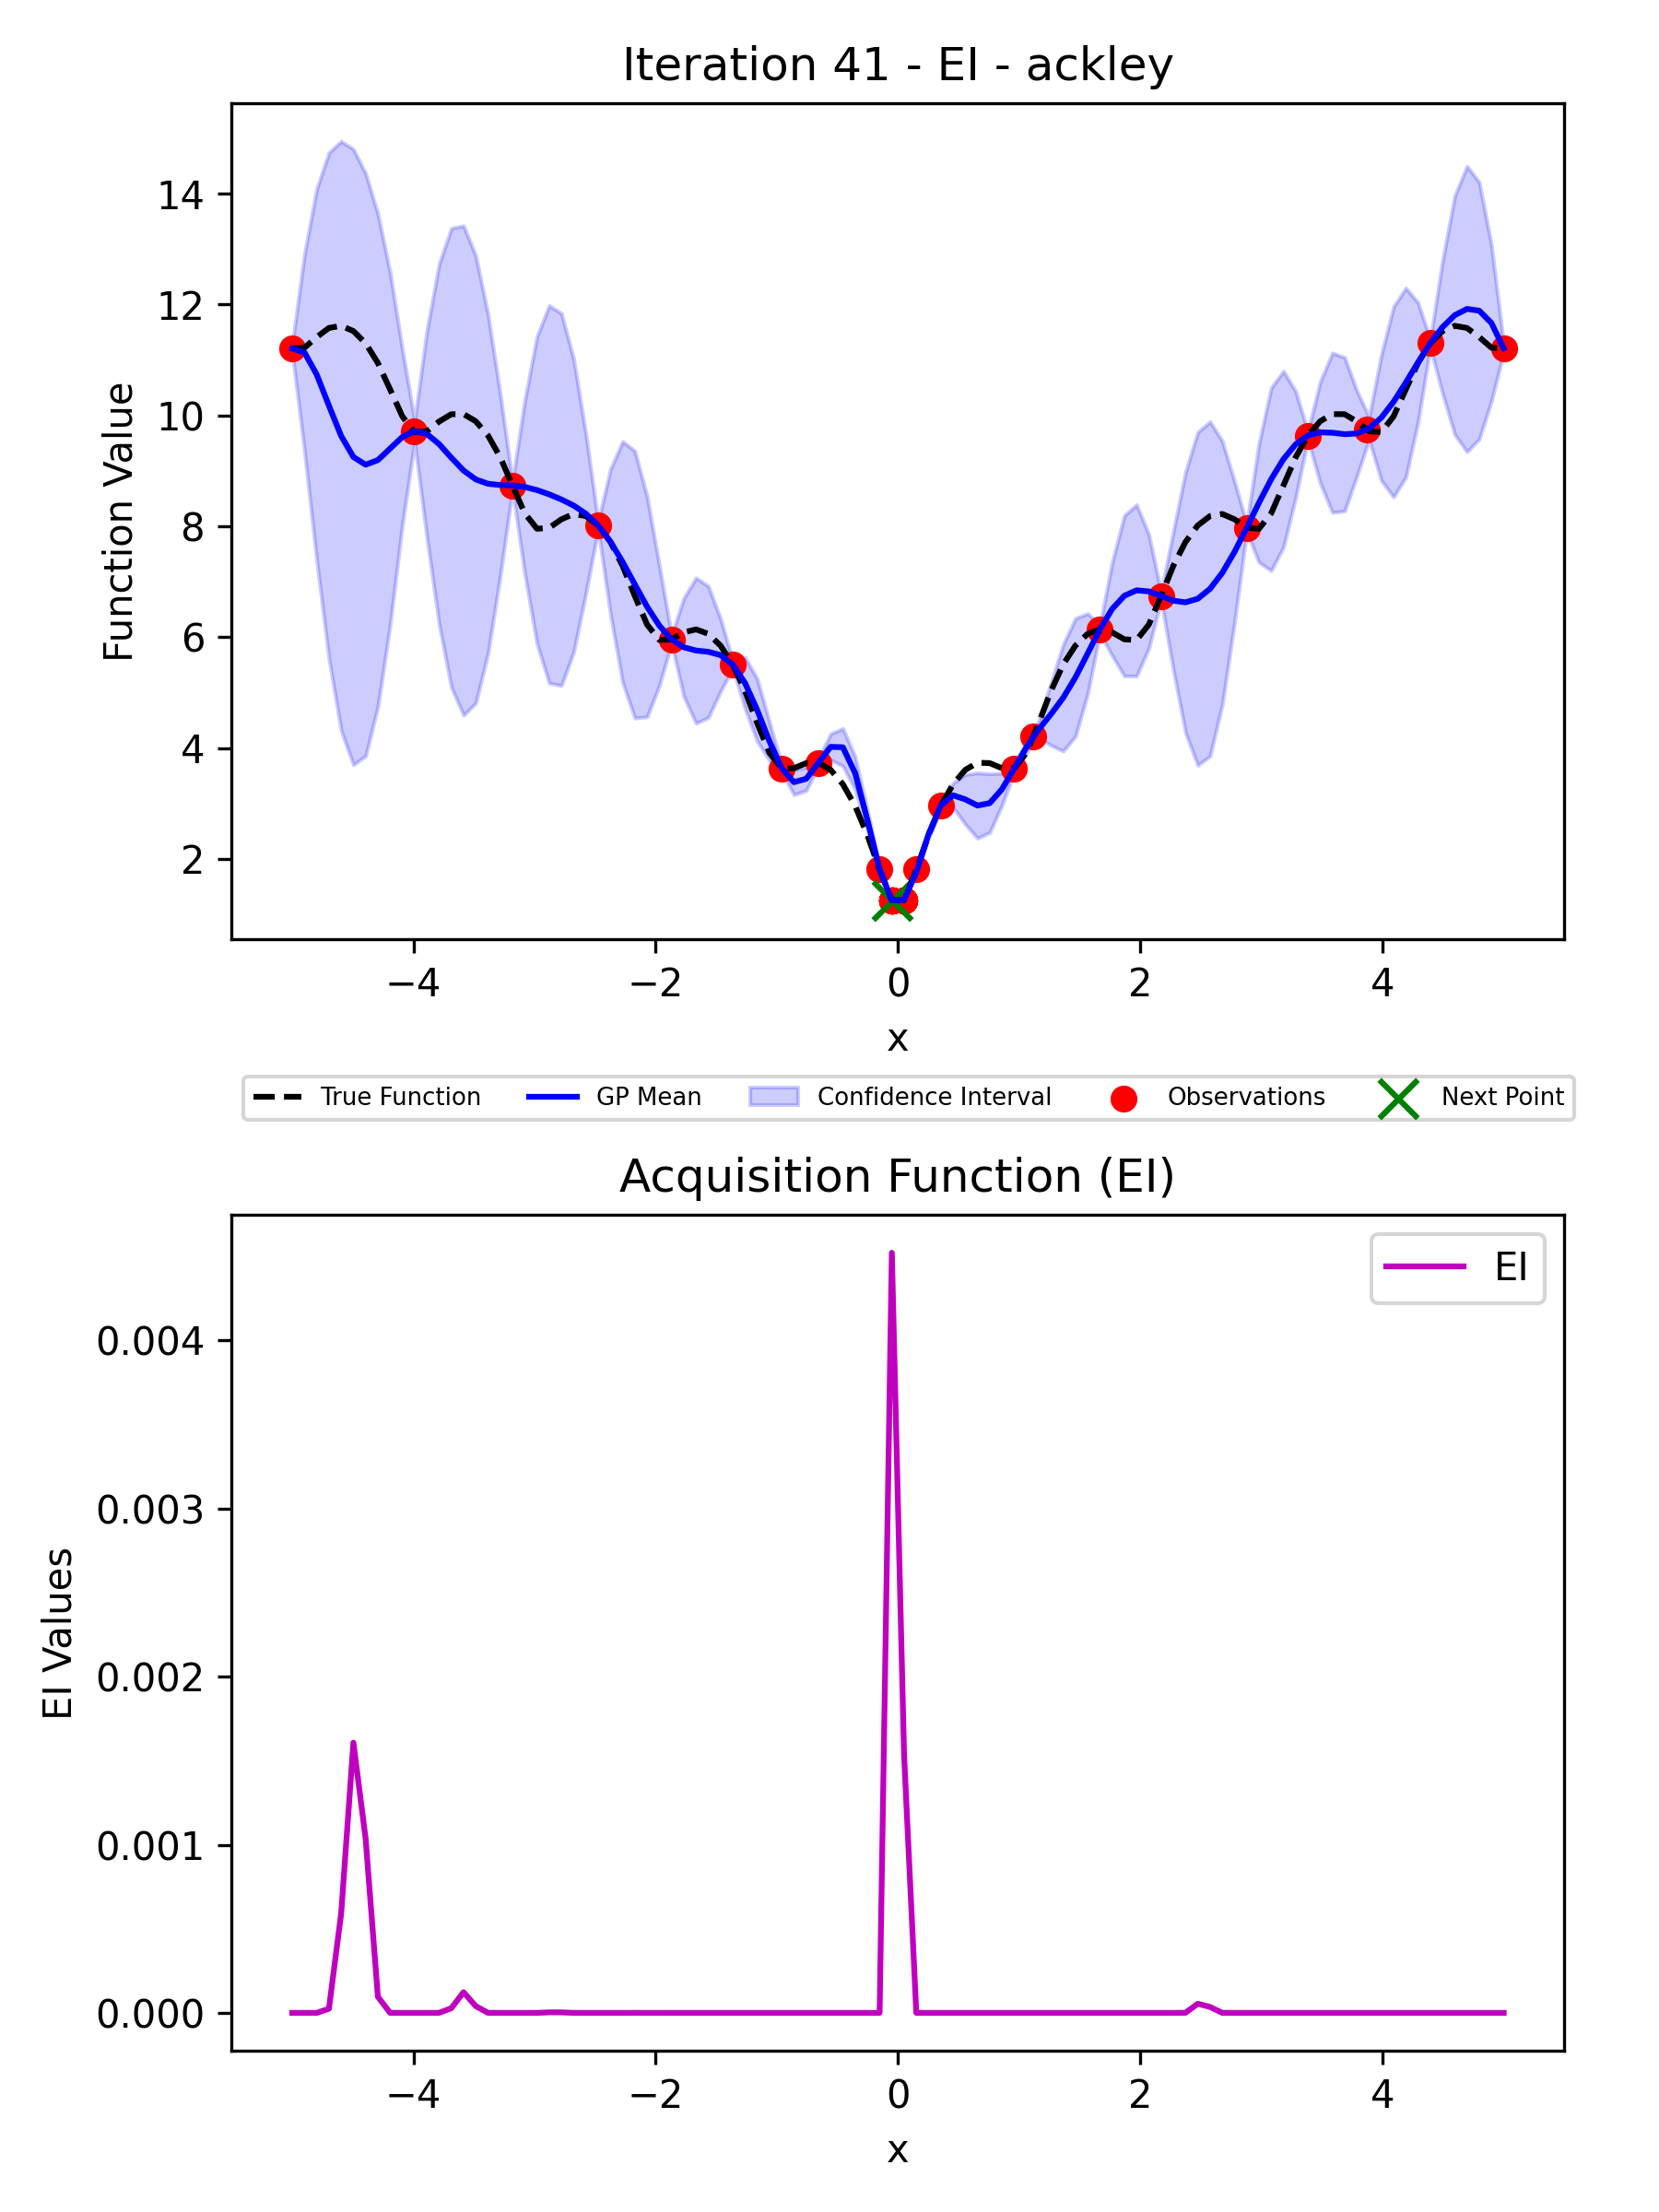 Iteration 41 - EI - ackley
14
12
10
8
6
4
2
Function Value
−4 −2 0 2 4
x
True Function GP Mean Confidence Interval Observations Next Point
Acquisition Function (EI)
EI
0.004
0.003
0.002
0.001
0.000
EI Values
−4 −2 0 2 4
x